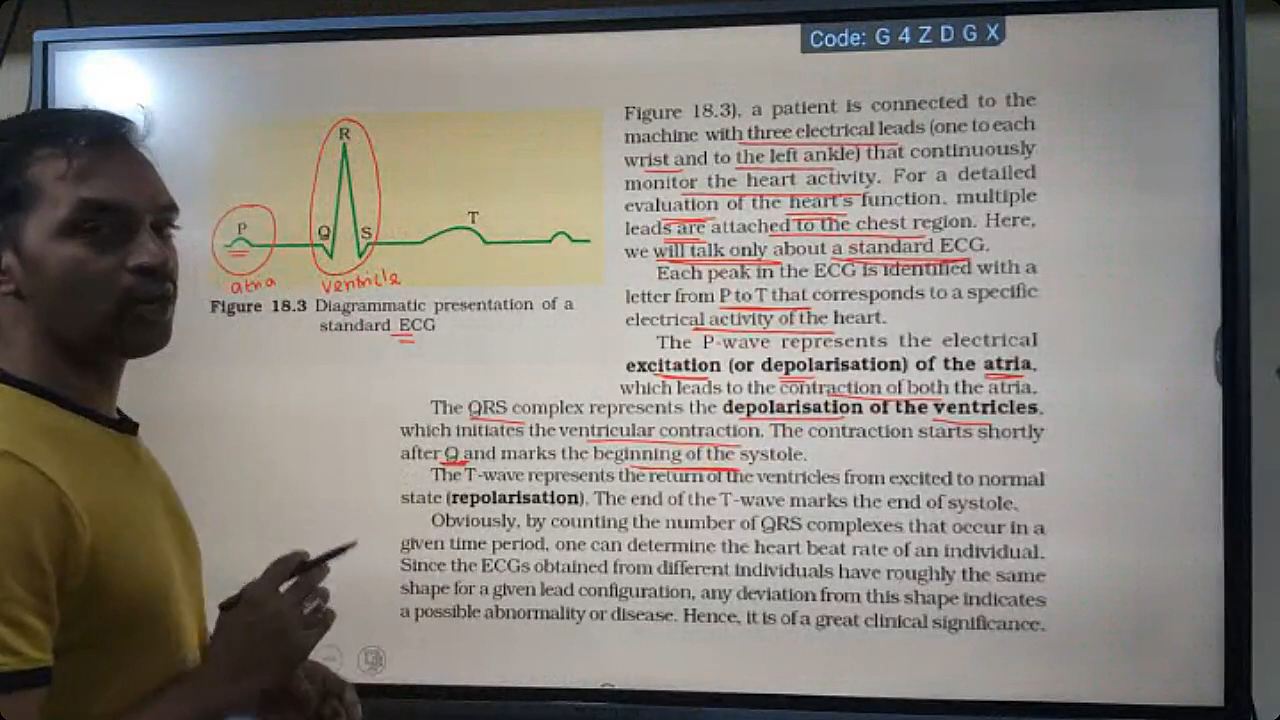 Code: G 4 Z D G X
R
P
Q
S
T
atria
ventricle
Figure 18.3 Diagrammatic presentation of a
standard ECG
Figure 18.3), a patient is connected to the
machine with three electrical leads (one to each
wrist and to the left ankle) that continuously
monitor the heart activity. For a detailed
evaluation of the heart's function, multiple
leads are attached to the chest region. Here,
we will talk only about a standard ECG.
Each peak in the ECG is identified with a
letter from P to T that corresponds to a specific
electrical activity of the heart.
The P-wave represents the electrical
excitation (or depolarisation) of the atria,
which leads to the contraction of both the atria.
The QRS complex represents the depolarisation of the ventricles,
which initiates the ventricular contraction. The contraction starts shortly
after Q and marks the beginning of the systole.
The T-wave represents the return of the ventricles from excited to normal
state (repolarisation). The end of the T-wave marks the end of systole.
Obviously, by counting the number of QRS complexes that occur in a
given time period, one can determine the heart beat rate of an individual.
Since the ECGs obtained from different individuals have roughly the same
shape for a given lead configuration, any deviation from this shape indicates
a possible abnormality or disease. Hence, it is of a great clinical significance.